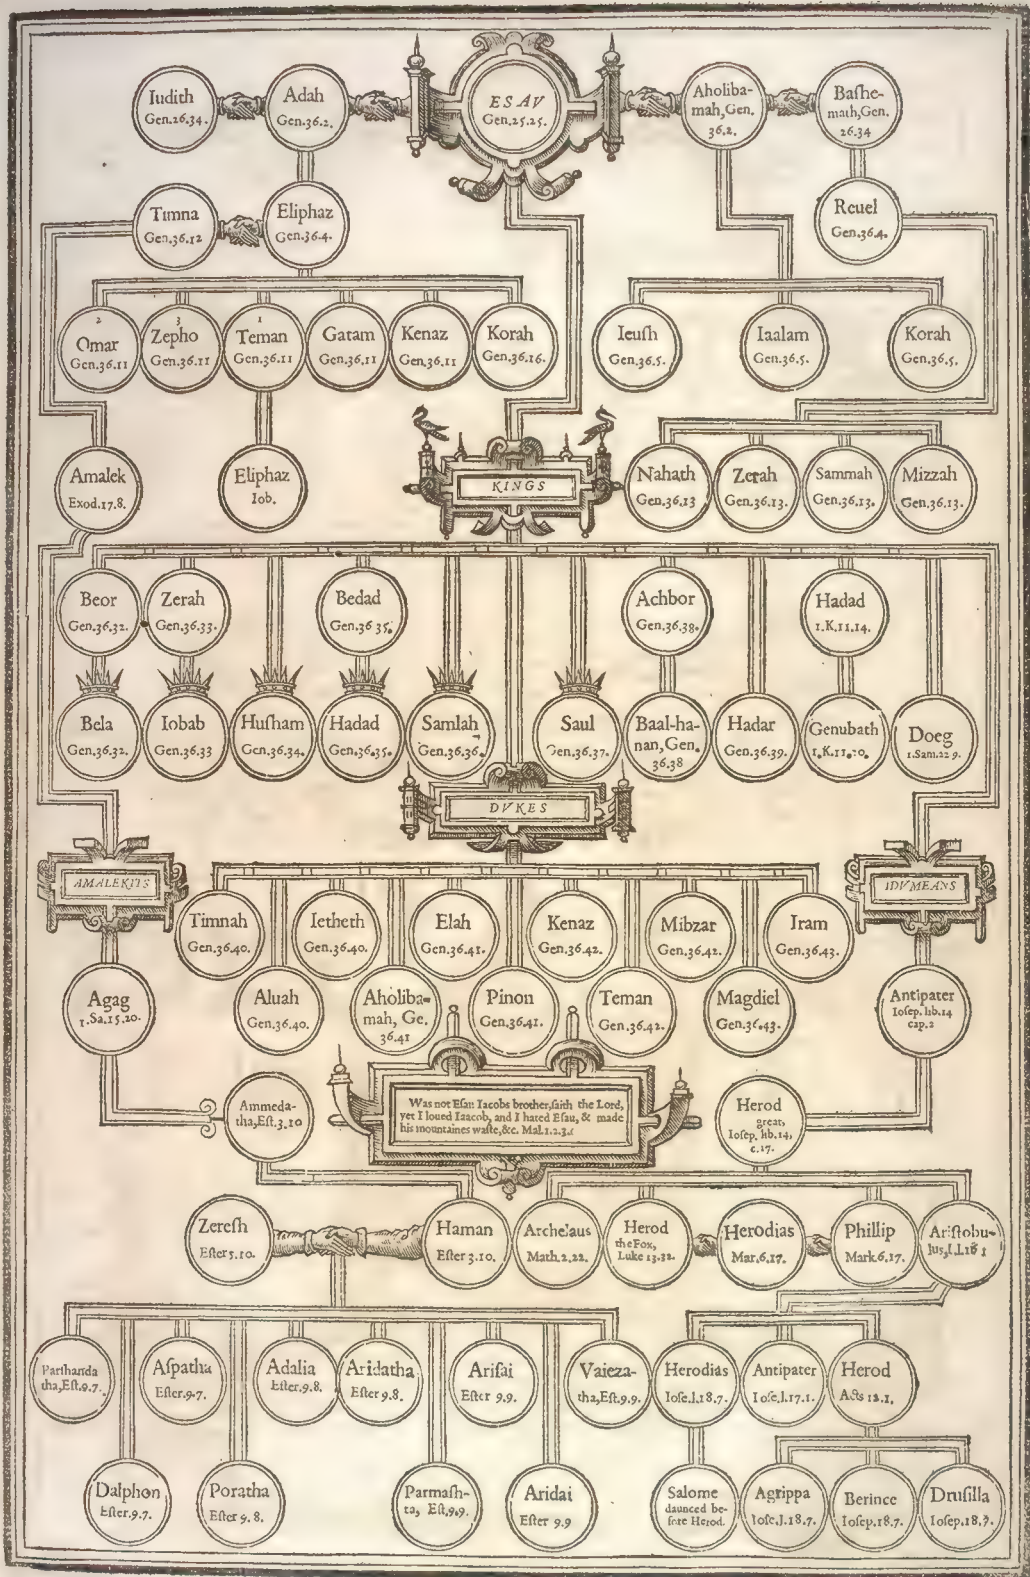 Iudith
Gen.26.34.
Adah
Gen.36.2.
ESAV
Gen.25.25.
Aholiba-
mah,Gen.
36.2.
Baſhe-
math,Gen.
26.34
Timna
Gen.36.12
Eliphaz
Gen.36.4.
Reuel
Gen.36.4.
2
Omar
Gen.36.11
3
Zepho
Gen.36.11
1
Teman
Gen.36.11
Gatam
Gen.36.11
Kenaz
Gen.36.11
Korah
Gen.36.16.
Ieuſh
Gen.36.5.
Iaalam
Gen.36.5.
Korah
Gen.36.5.
Amalek
Exod.17.8.
Eliphaz
Iob.
KINGS
Nahath
Gen.36.13
Zerah
Gen.36.13.
Sammah
Gen.36.13.
Mizzah
Gen.36.13.
Beor
Gen.36.32.
Zerah
Gen.36.33.
Bedad
Gen.36 35.
Achbor
Gen.36.38.
Hadad
1.K.11.14.
Bela
Gen.36.32.
Iobab
Gen.36.33
Huſham
Gen.36.34.
Hadad
Gen.36.35.
Samlah
Gen.36.36.
Saul
Gen.36.37.
Baal-ha-
nan,Gen.
36.38
Hadar
Gen.36.39.
Genubath
1.K.11.20.
Doeg
1.Sam.22 9.
DVKES
AMALEKITS
IDVMEANS
Timnah
Gen.36.40.
Ietheth
Gen.36.40.
Elah
Gen.36.41.
Kenaz
Gen.36.42.
Mibzar
Gen.36.42.
Iram
Gen.36.43.
Agag
1.Sa.15.20.
Aluah
Gen.36.40.
Aholiba-
mah, Ge.
36.41
Pinon
Gen.36.41.
Teman
Gen.36.42.
Magdiel
Gen.36.43.
Antipater
Ioſep. lib.14
cap.2
Ammeda-
tha,Eſt.3.10
Was not Eſau Iacobs brother,ſaith the Lord,
yet I loued Iaacob, and I hated Eſau, & made
his mountaines waſte,&c. Mal.1.2.3.
Herod
great,
Ioſep. lib.14,
c.17.
Zereſh
Eſter 5.10.
Haman
Eſter 3.10.
Archelaus
Math.2.22.
Herod
the Fox,
Luke 13.32.
Herodias
Mar.6.17.
Phillip
Mark 6.17.
Ariſtobu-
lus,
Parſhanda
tha,Eſt.9.7.
Aſpatha
Eſter.9.7.
Adalia
Eſter.9.8.
Aridatha
Eſter 9.8.
Ariſai
Eſter 9.9.
Vaieza-
tha,Eſt.9.9.
Herodias
Ioſe.l.18.7.
Antipater
Ioſe.l.17.1.
Herod
Acts 12.1.
Dalphon
Eſter.9.7.
Poratha
Eſter 9.8.
Parmaſh-
ta, Eſt.9.9.
Aridai
Eſter 9.9
Salome
daunced be-
fore Herod.
Agrippa
Ioſe.l.18.7.
Berince
Ioſep.18.7.
Druſilla
Ioſep.18.7.